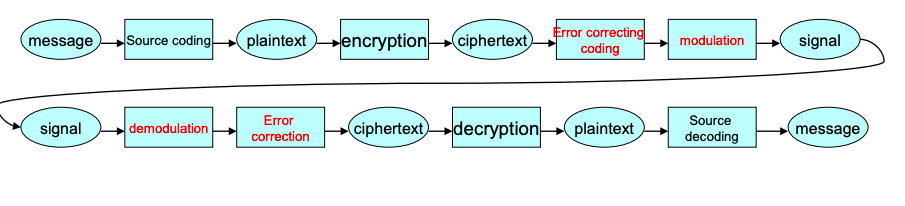 message
Source coding
plaintext
encryption
ciphertext
Error correcting
coding
modulation
signal
signal
demodulation
Error
correction
ciphertext
decryption
plaintext
Source
decoding
message